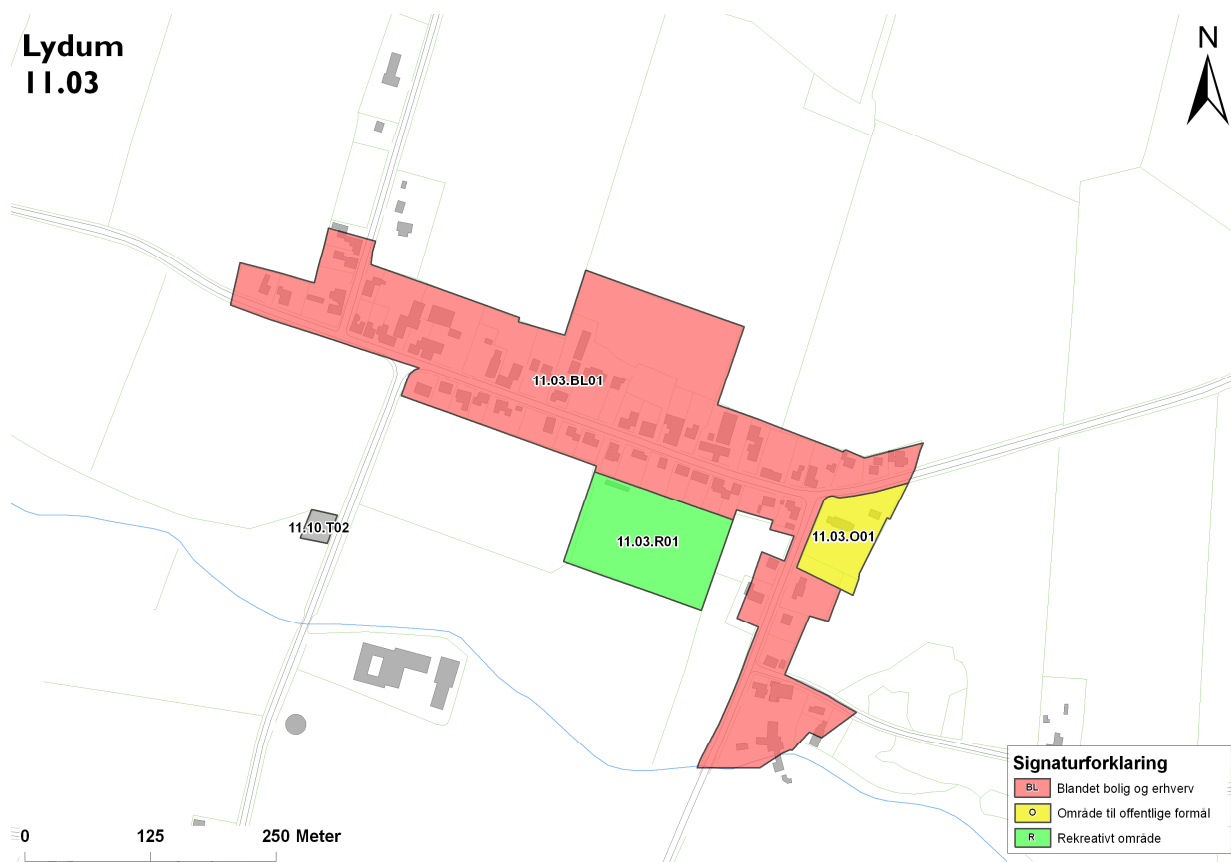 Lydum
11.03
N
11.03.BL01
11.10.T02
11.03.R01
11.03.O01
Signaturforklaring
BL Blandet bolig og erhverv
O Område til offentlige formål
R Rekreativt område
0 125 250 Meter